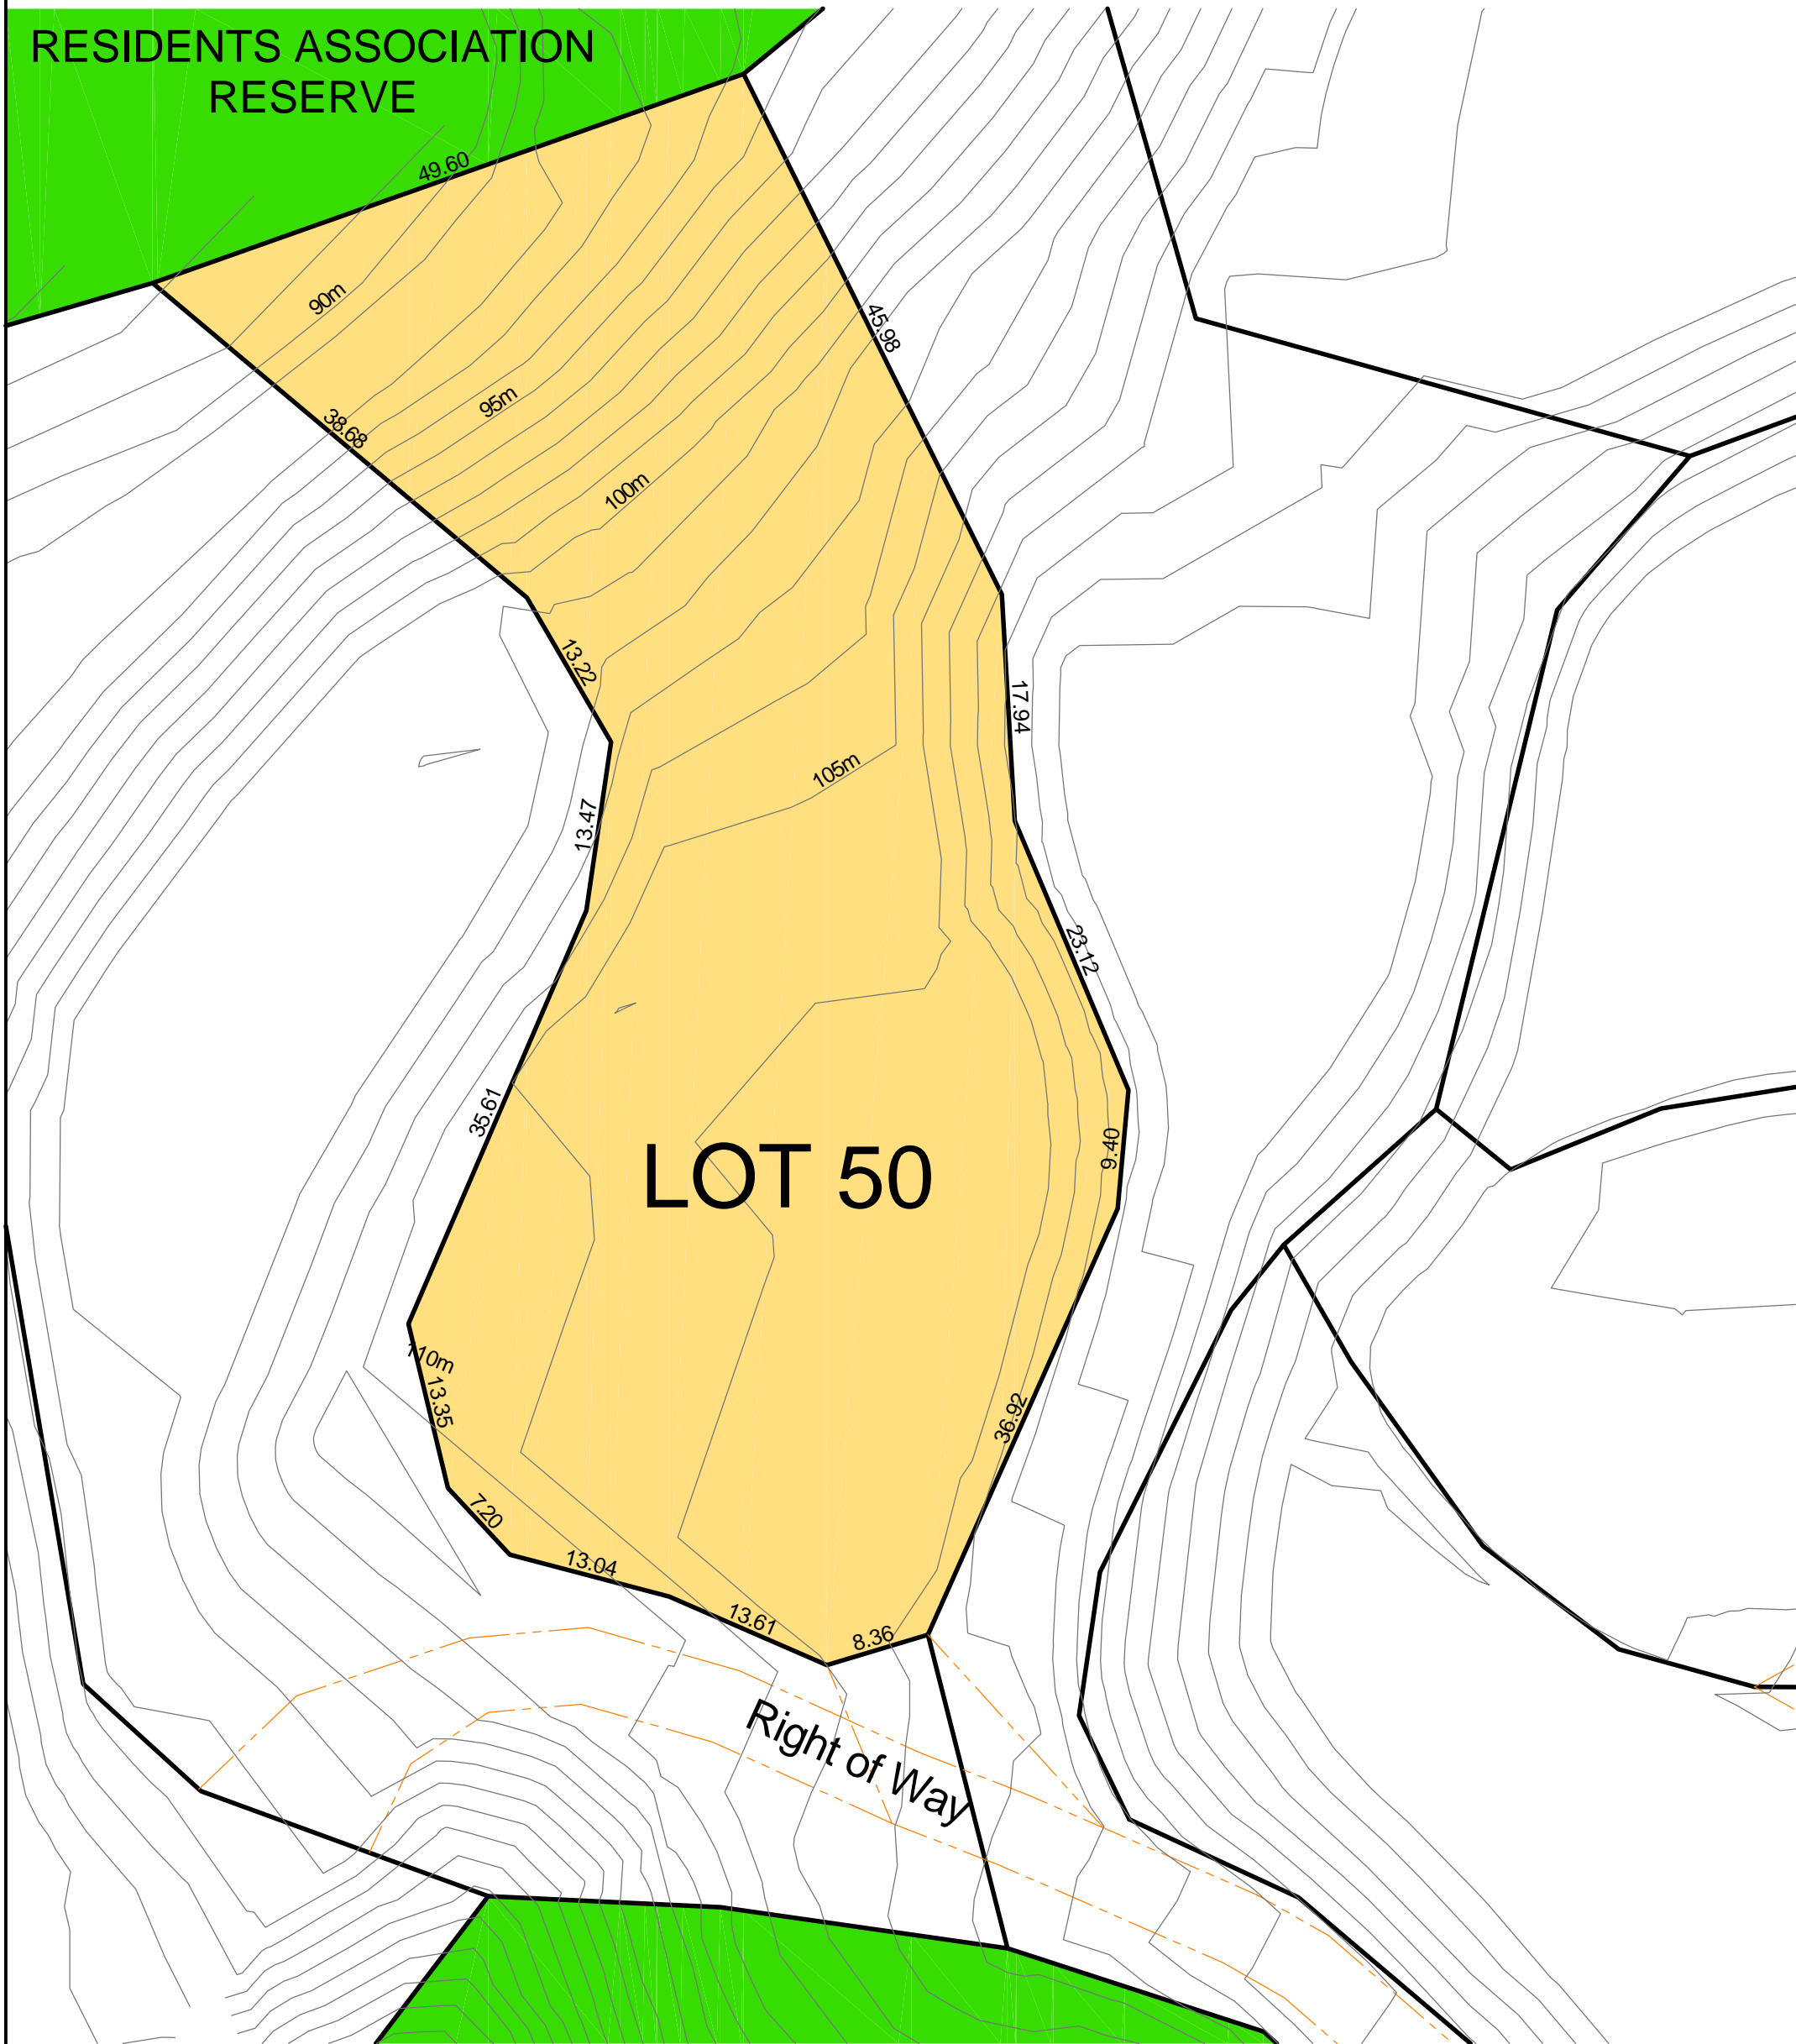 RESIDENTS ASSOCIATION
RESERVE
49.60
90m
45.98
95m
38.68
100m
13.22
17.94
105m
13.47
23.12
35.61
9.40
LOT 50
110m
13.35
36.92
7.20
13.04
13.61
8.36
Right of Way